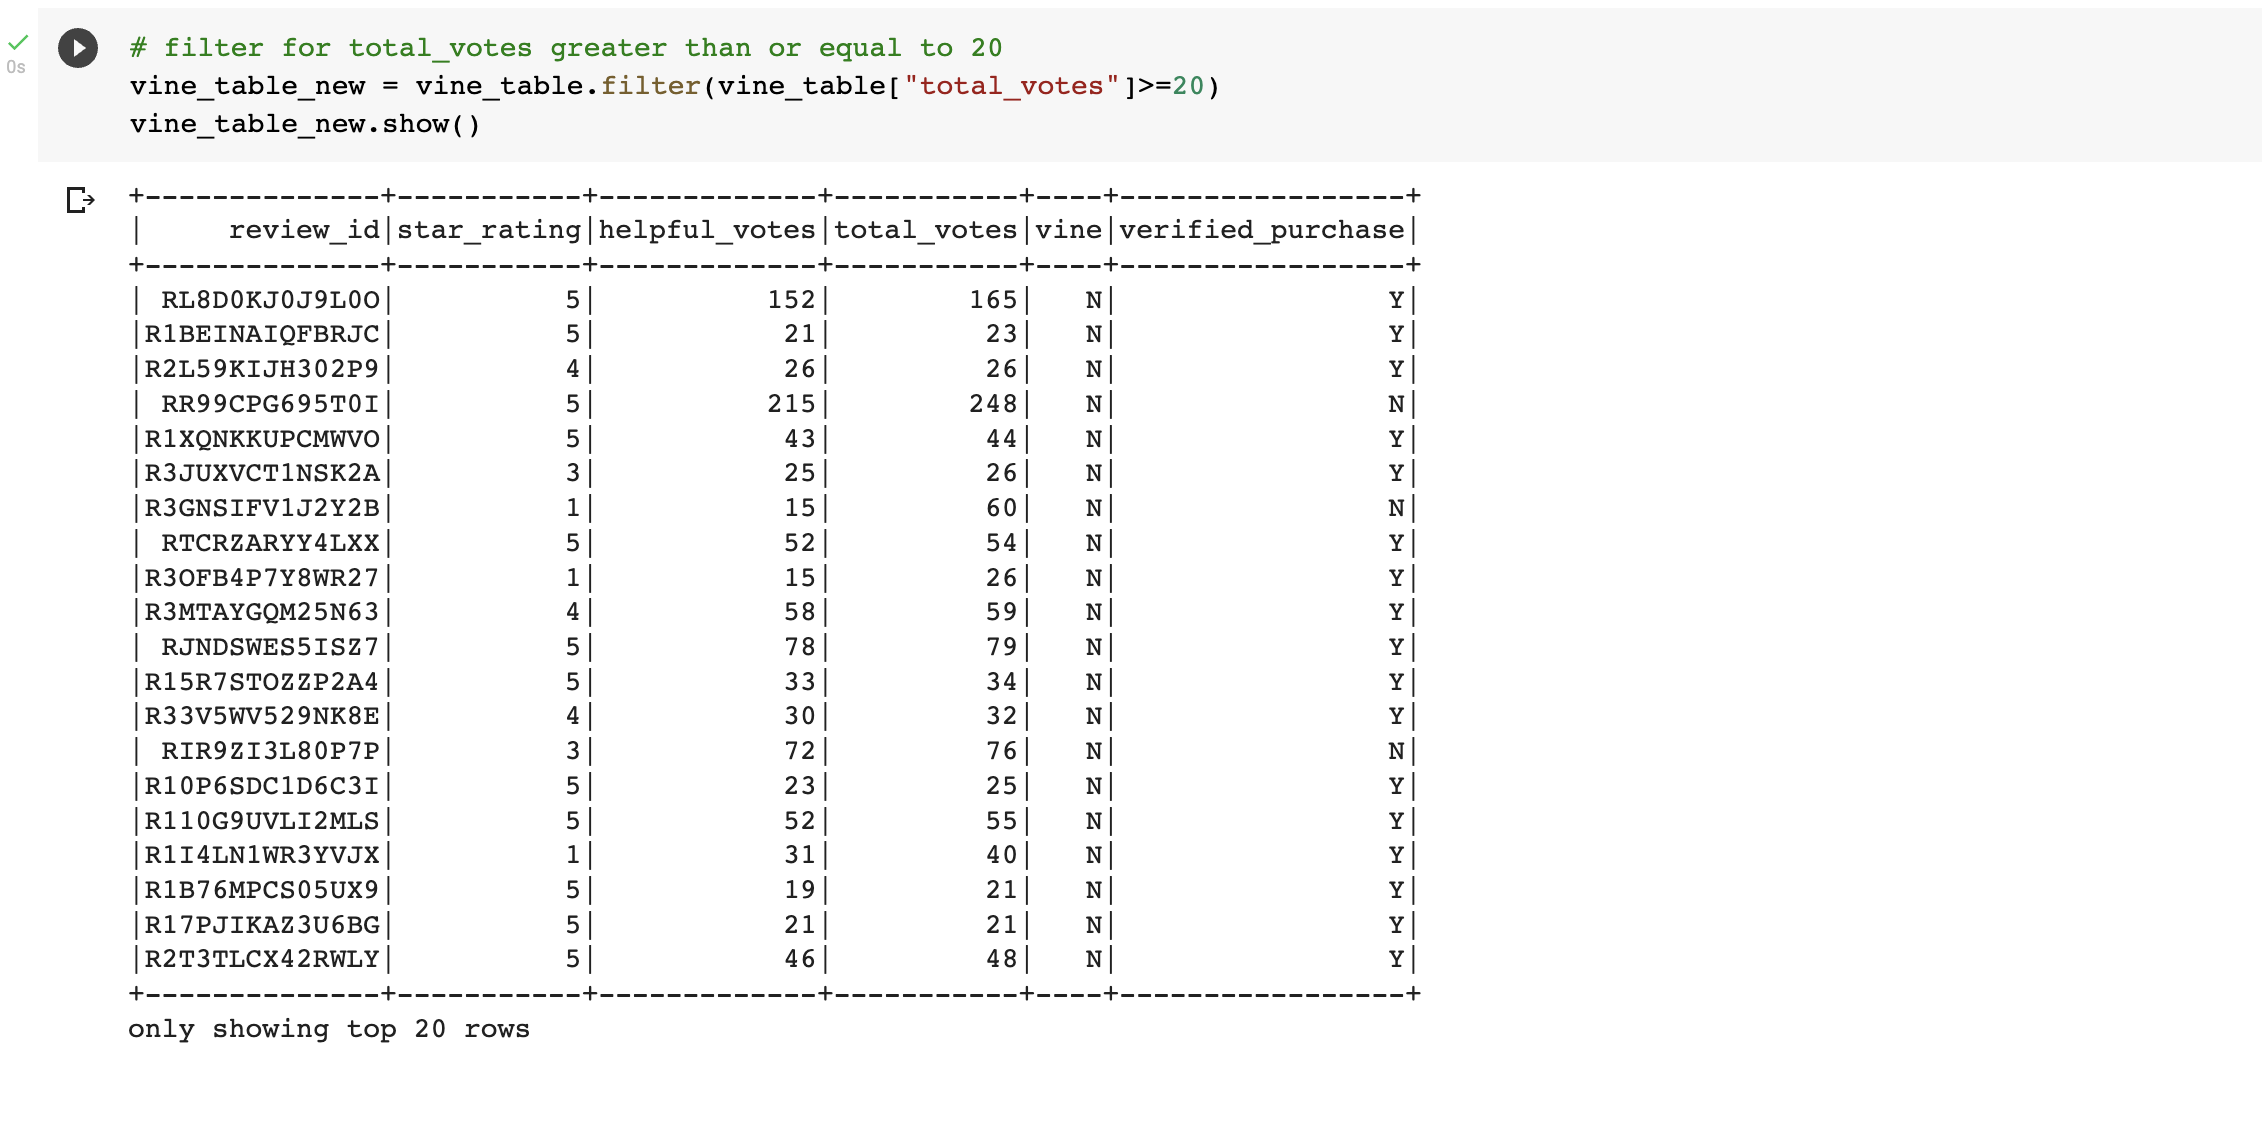 # filter for total_votes greater than or equal to 20
0s
vine_table_new = vine_table.filter(vine_table["total_votes"]>=20)
vine_table_new.show()
+--------------+-----------+-------------+-----------+----+-----------------+
|     review_id|star_rating|helpful_votes|total_votes|vine|verified_purchase|
+--------------+-----------+-------------+-----------+----+-----------------+
| RL8D0KJ0J9L0O|          5|          152|        165|   N|                Y|
|R1BEINAIQFBRJC|          5|           21|         23|   N|                Y|
|R2L59KIJH302P9|          4|           26|         26|   N|                Y|
| RR99CPG695T0I|          5|          215|        248|   N|                N|
|R1XQNKKUPCMWVO|          5|           43|         44|   N|                Y|
|R3JUXVCT1NSK2A|          3|           25|         26|   N|                Y|
|R3GNSIFV1J2Y2B|          1|           15|         60|   N|                N|
| RTCRZARYY4LXX|          5|           52|         54|   N|                Y|
|R3OFB4P7Y8WR27|          1|           15|         26|   N|                Y|
|R3MTAYGQM25N63|          4|           58|         59|   N|                Y|
| RJNDSWES5ISZ7|          5|           78|         79|   N|                Y|
|R15R7STOZZP2A4|          5|           33|         34|   N|                Y|
|R33V5WV529NK8E|          4|           30|         32|   N|                Y|
| RIR9ZI3L80P7P|          3|           72|         76|   N|                N|
|R10P6SDC1D6C3I|          5|           23|         25|   N|                Y|
|R110G9UVLI2MLS|          5|           52|         55|   N|                Y|
|R1I4LN1WR3YVJX|          1|           31|         40|   N|                Y|
|R1B76MPCS05UX9|          5|           19|         21|   N|                Y|
|R17PJIKAZ3U6BG|          5|           21|         21|   N|                Y|
|R2T3TLCX42RWLY|          5|           46|         48|   N|                Y|
+--------------+-----------+-------------+-----------+----+-----------------+
only showing top 20 rows